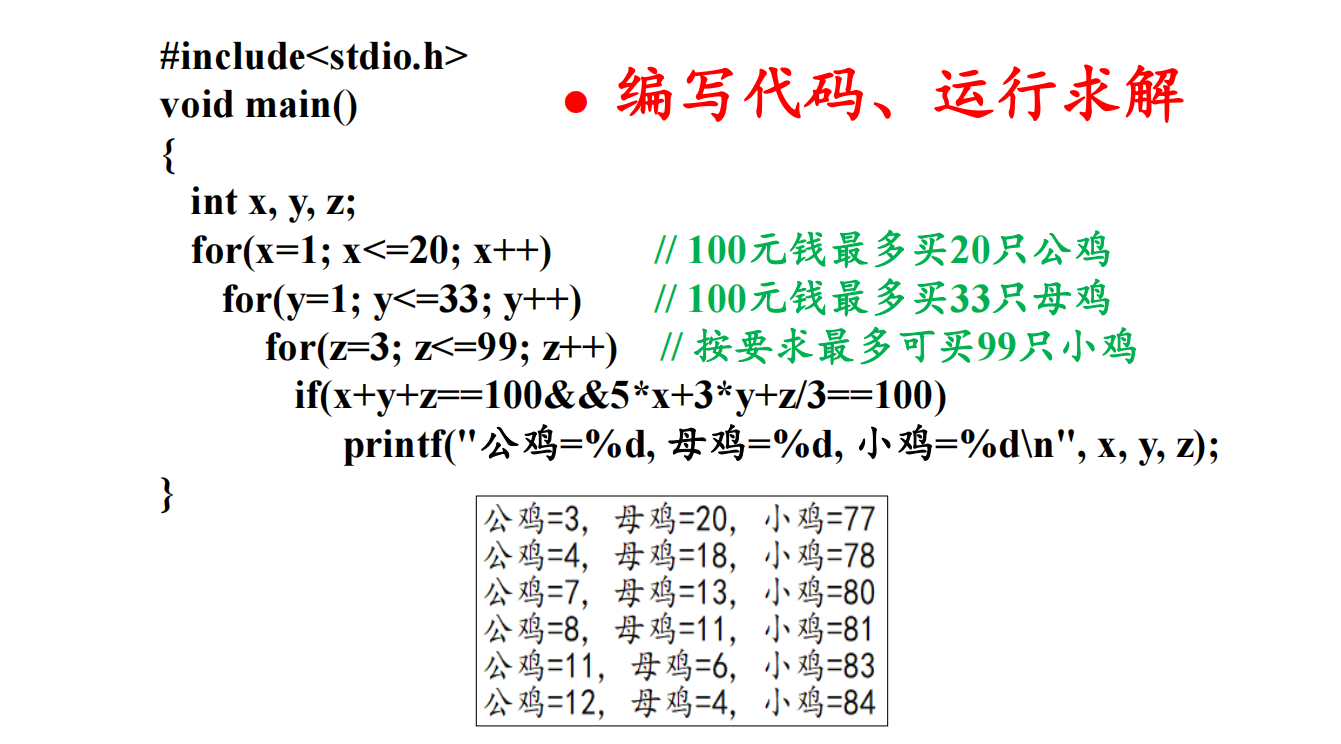 #include<stdio.h>
void main()
• 编写代码、运行求解
{
int x, y, z;
for(x=1; x<=20; x++) // 100元钱最多买20只公鸡
for(y=1; y<=33; y++) // 100元钱最多买33只母鸡
for(z=3; z<=99; z++) // 按要求最多可买99只小鸡
if(x+y+z==100&&5*x+3*y+z/3==100)
printf("公鸡=%d, 母鸡=%d, 小鸡=%d\n", x, y, z);
}
公鸡=3, 母鸡=20, 小鸡=77
公鸡=4, 母鸡=18, 小鸡=78
公鸡=7, 母鸡=13, 小鸡=80
公鸡=8, 母鸡=11, 小鸡=81
公鸡=11, 母鸡=6, 小鸡=83
公鸡=12, 母鸡=4, 小鸡=84